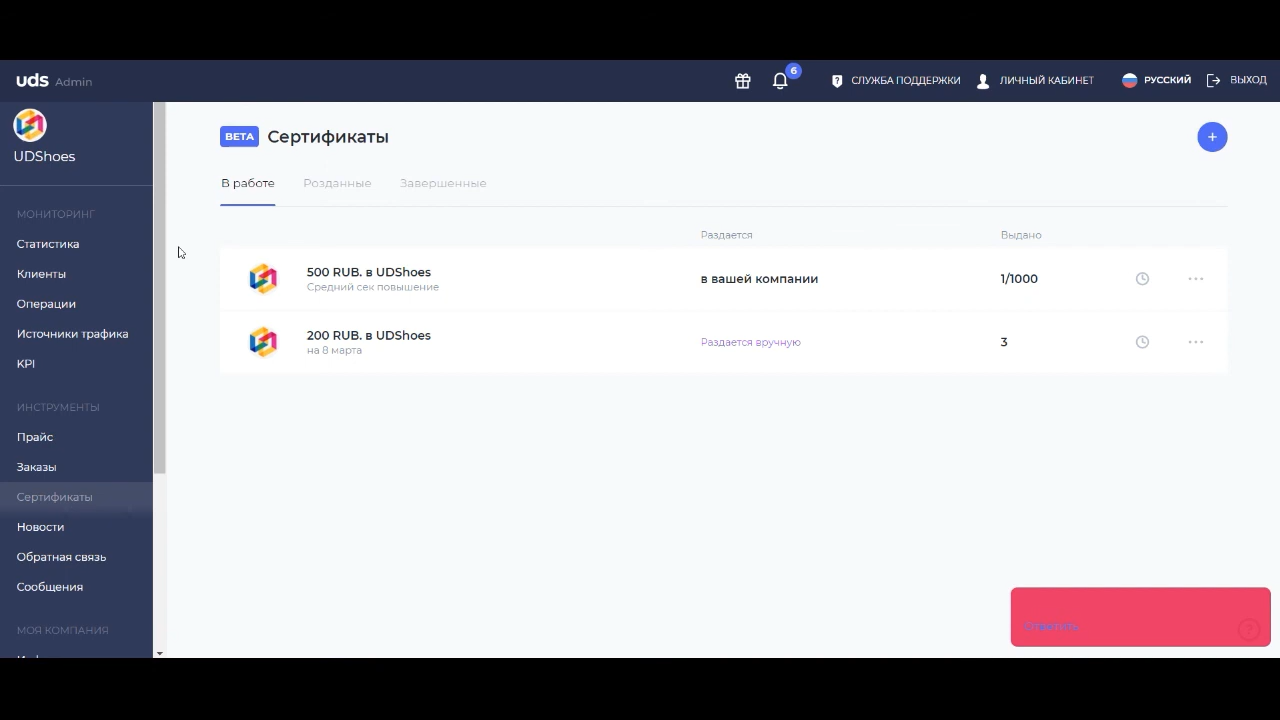 uds Admin
6
СЛУЖБА ПОДДЕРЖКИ
ЛИЧНЫЙ КАБИНЕТ
РУССКИЙ
ВЫХОД
UDShoes
МОНИТОРИНГ
Статистика
Клиенты
Операции
Источники трафика
KPI
ИНСТРУМЕНТЫ
Прайс
Заказы
Сертификаты
Новости
Обратная связь
Сообщения
МОЯ КОМПАНИЯ
BETA Сертификаты
+
В работе Розданные Завершенные
Раздается Выдано
500 RUB. в UDShoes
Средний сек повышение
в вашей компании
1/1000
200 RUB. в UDShoes
на 8 марта
Раздается вручную
3
Ответить
?